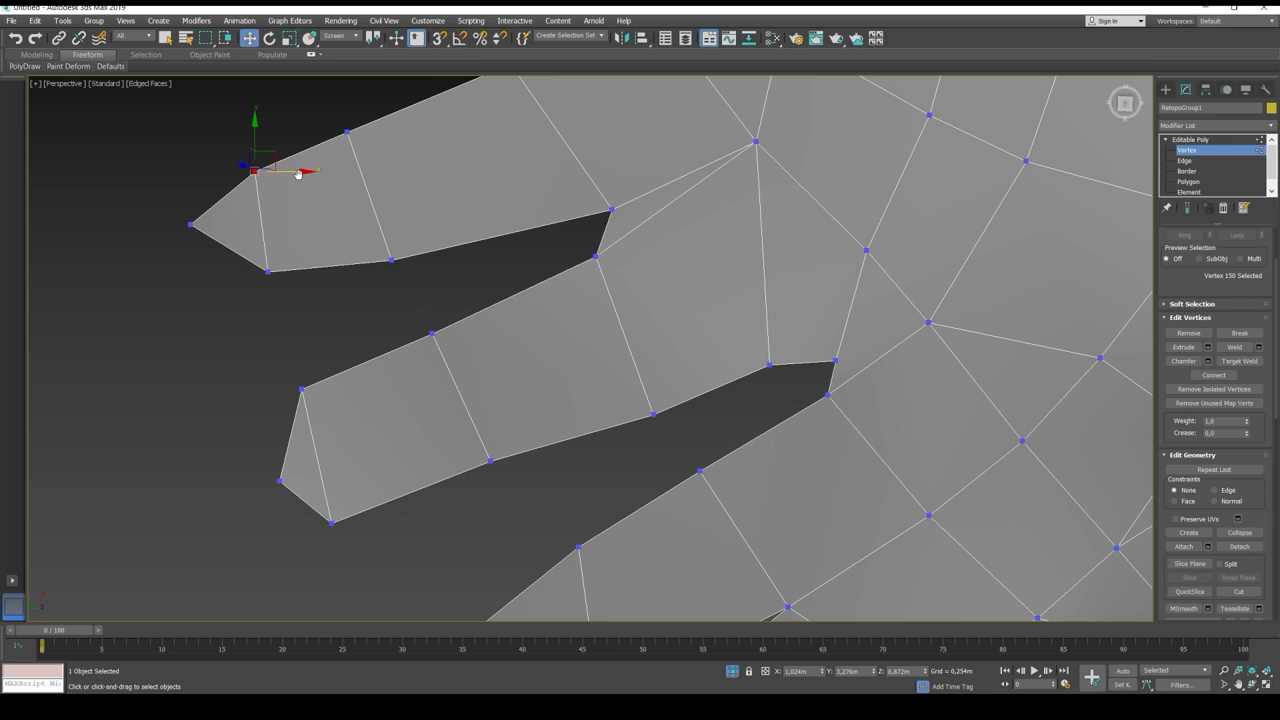 Untitled - Autodesk 3ds Max 2019
File Edit Tools Group Views Create Modifiers Animation Graph Editors Rendering Civil View Customize Scripting Interactive Content Arnold Help
Sign In Workspaces: Default
All Screen Create Selection Set
Modeling Freeform Selection Object Paint Populate
PolyDraw Paint Deform Defaults
[ + ] [Perspective ] [Standard ] [Edged Faces ]
RetopoGroup1
Modifier List
Editable Poly
Vertex
Edge
Border
Polygon
Element
Ring Loop
Preview Selection
Off SubObj Multi
Vertex 150 Selected
Soft Selection
Edit Vertices
Remove Break
Extrude Weld
Chamfer Target Weld
Connect
Remove Isolated Vertices
Remove Unused Map Verts
Weight: 1,0
Crease: 0,0
Edit Geometry
Repeat Last
Constraints
None Edge
Face Normal
Preserve UVs
Create Collapse
Attach Detach
Slice Plane Split
Slice Reset Plane
QuickSlice Cut
MSmooth Tessellate
0 / 100
5 10 15 20 25 30 35 40 45 50 55 60 65 70 75 80 85 90 95 100
1 Object Selected
X: 1,024m Y: 3,276m Z: 0,872m Grid = 0,254m
Auto Selected
MAXScript Mi
Click or click-and-drag to select objects
Add Time Tag
0
Set K. Filters...